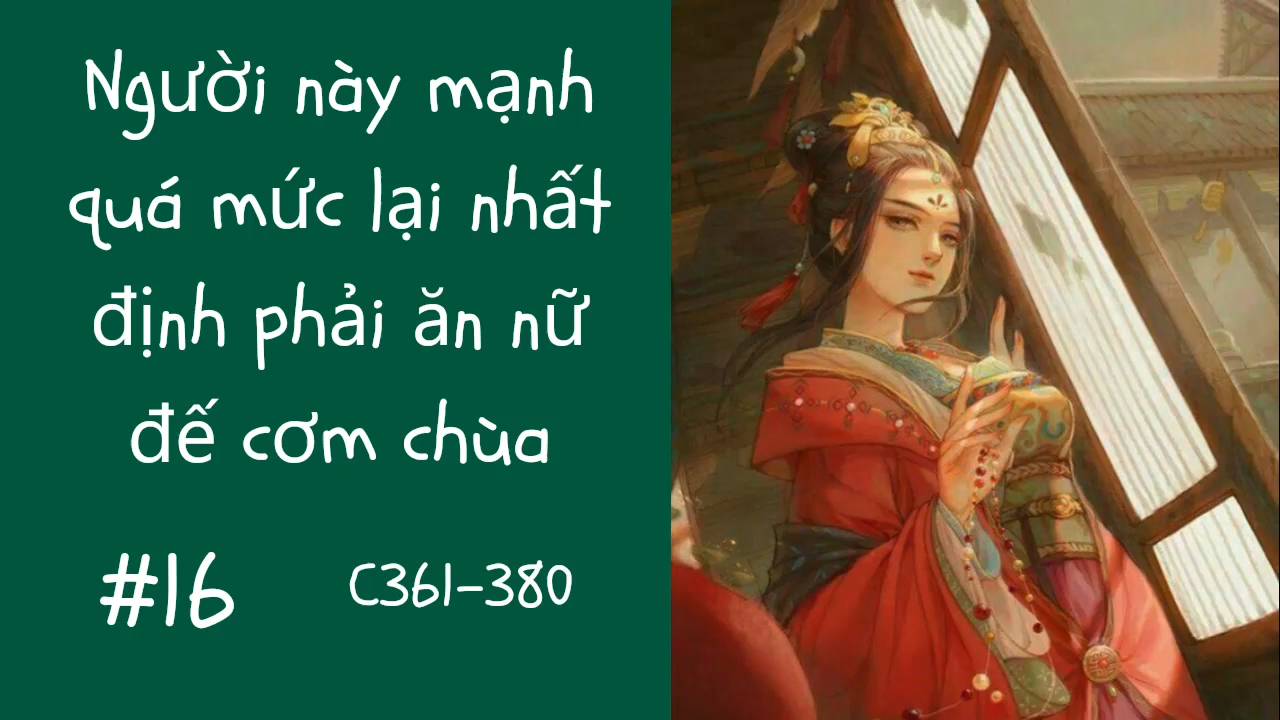 Người này mạnh
quá mức lại nhất
định phải ăn nữ
đế cơm chùa
#16 C361-380